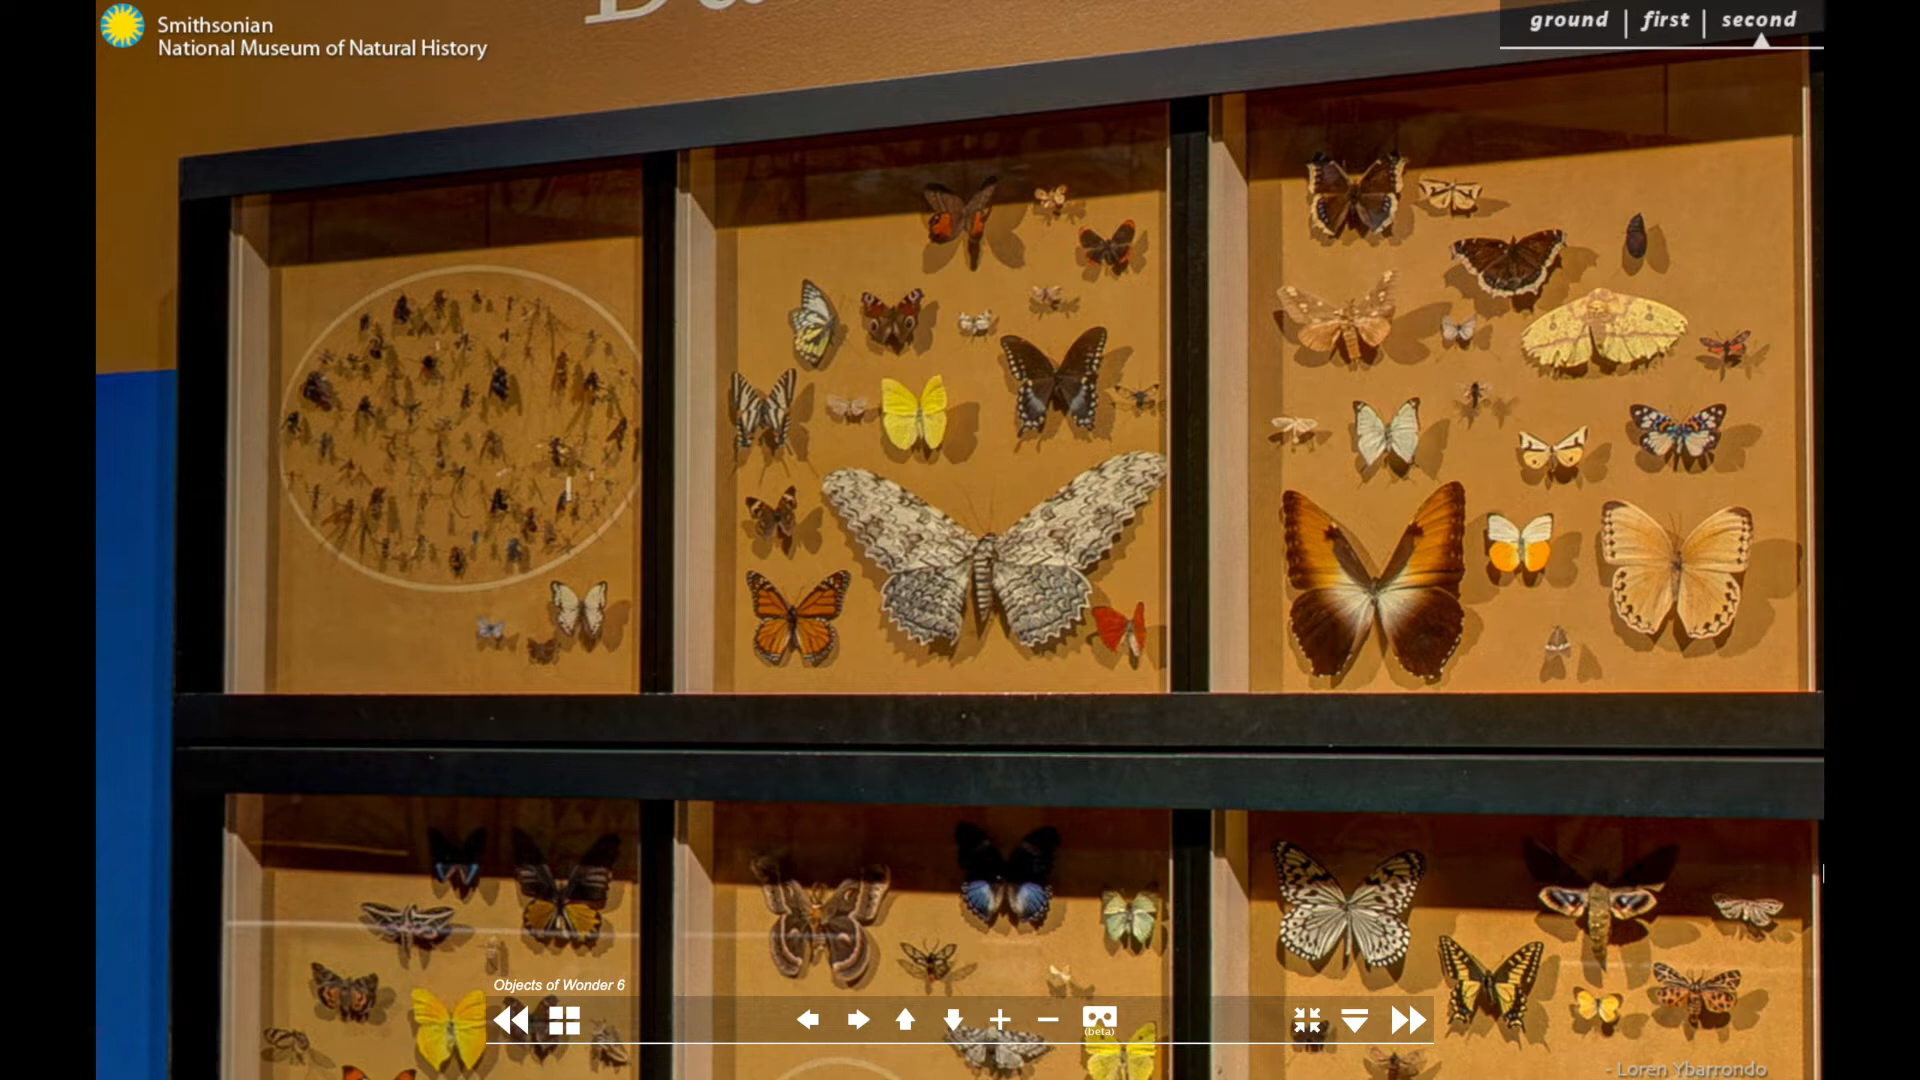 Smithsonian
National Museum of Natural History
ground | first | second
Objects of Wonder 6
(beta)
- Loren Ybarrondo